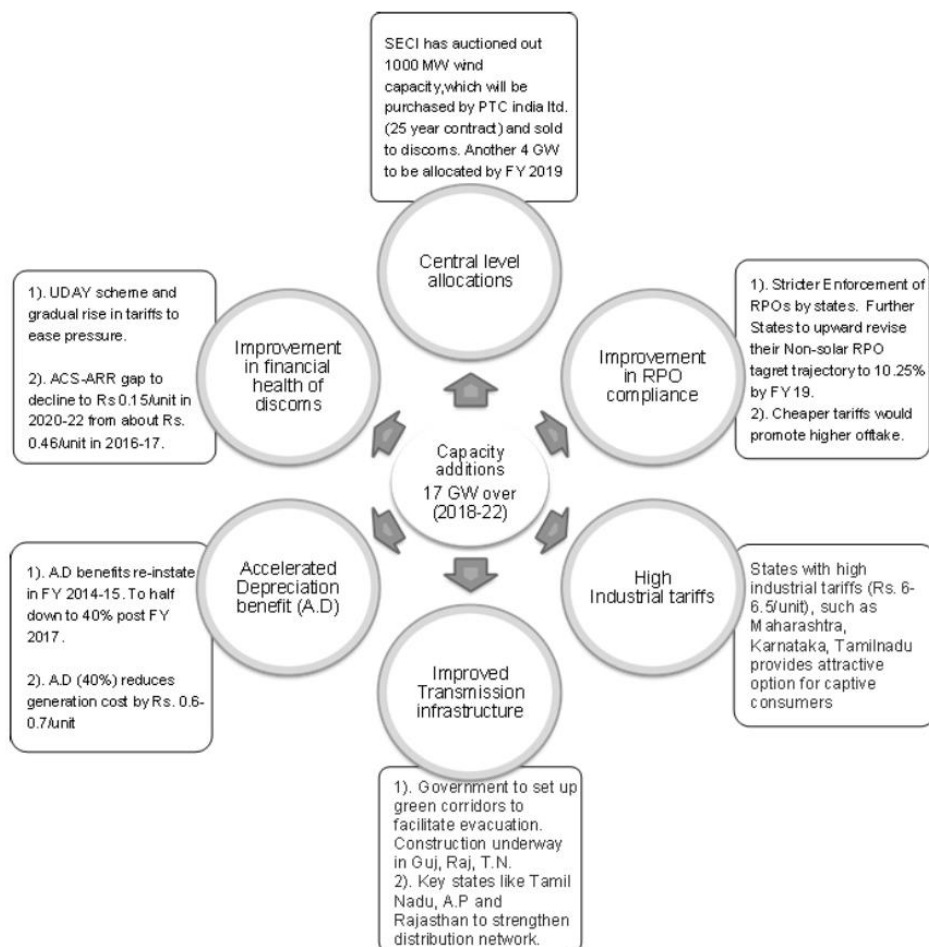 SECI has auctioned out
1000 MW wind
capacity,which will be
purchased by PTC india ltd.
(25 year contract) and sold
to discoms. Another 4 GW
to be allocated by FY 2019
Central level
allocations
1). UDAY scheme and
gradual rise in tariffs to
ease pressure.
2). ACS-ARR gap to
decline to Rs 0.15/unit in
2020-22 from about Rs.
0.46/unit in 2016-17.
Improvement
in financial
health of
discoms
Improvement
in RPO
compliance
1). Stricter Enforcement of
RPOs by states. Further
States to upward revise
their Non-solar RPO
tagret trajectory to 10.25%
by FY 19.
2). Cheaper tariffs would
promote higher offtake.
Capacity
additions
17 GW over
(2018-22)
1). A.D benefits re-instate
in FY 2014-15. To half
down to 40% post FY
2017.
2). A.D (40%) reduces
generation cost by Rs. 0.6-
0.7/unit
Accelerated
Depreciation
benefit (A.D)
High
Industrial tariffs
States with high
industrial tariffs (Rs. 6-
6.5/unit), such as
Maharashtra,
Karnataka, Tamilnadu
provides attractive
option for captive
consumers
Improved
Transmission
infrastructure
1). Government to set up
green corridors to
facilitate evacuation.
Construction underway
in Guj, Raj, T.N.
2). Key states like Tamil
Nadu, A.P and
Rajasthan to strengthen
distribution network.